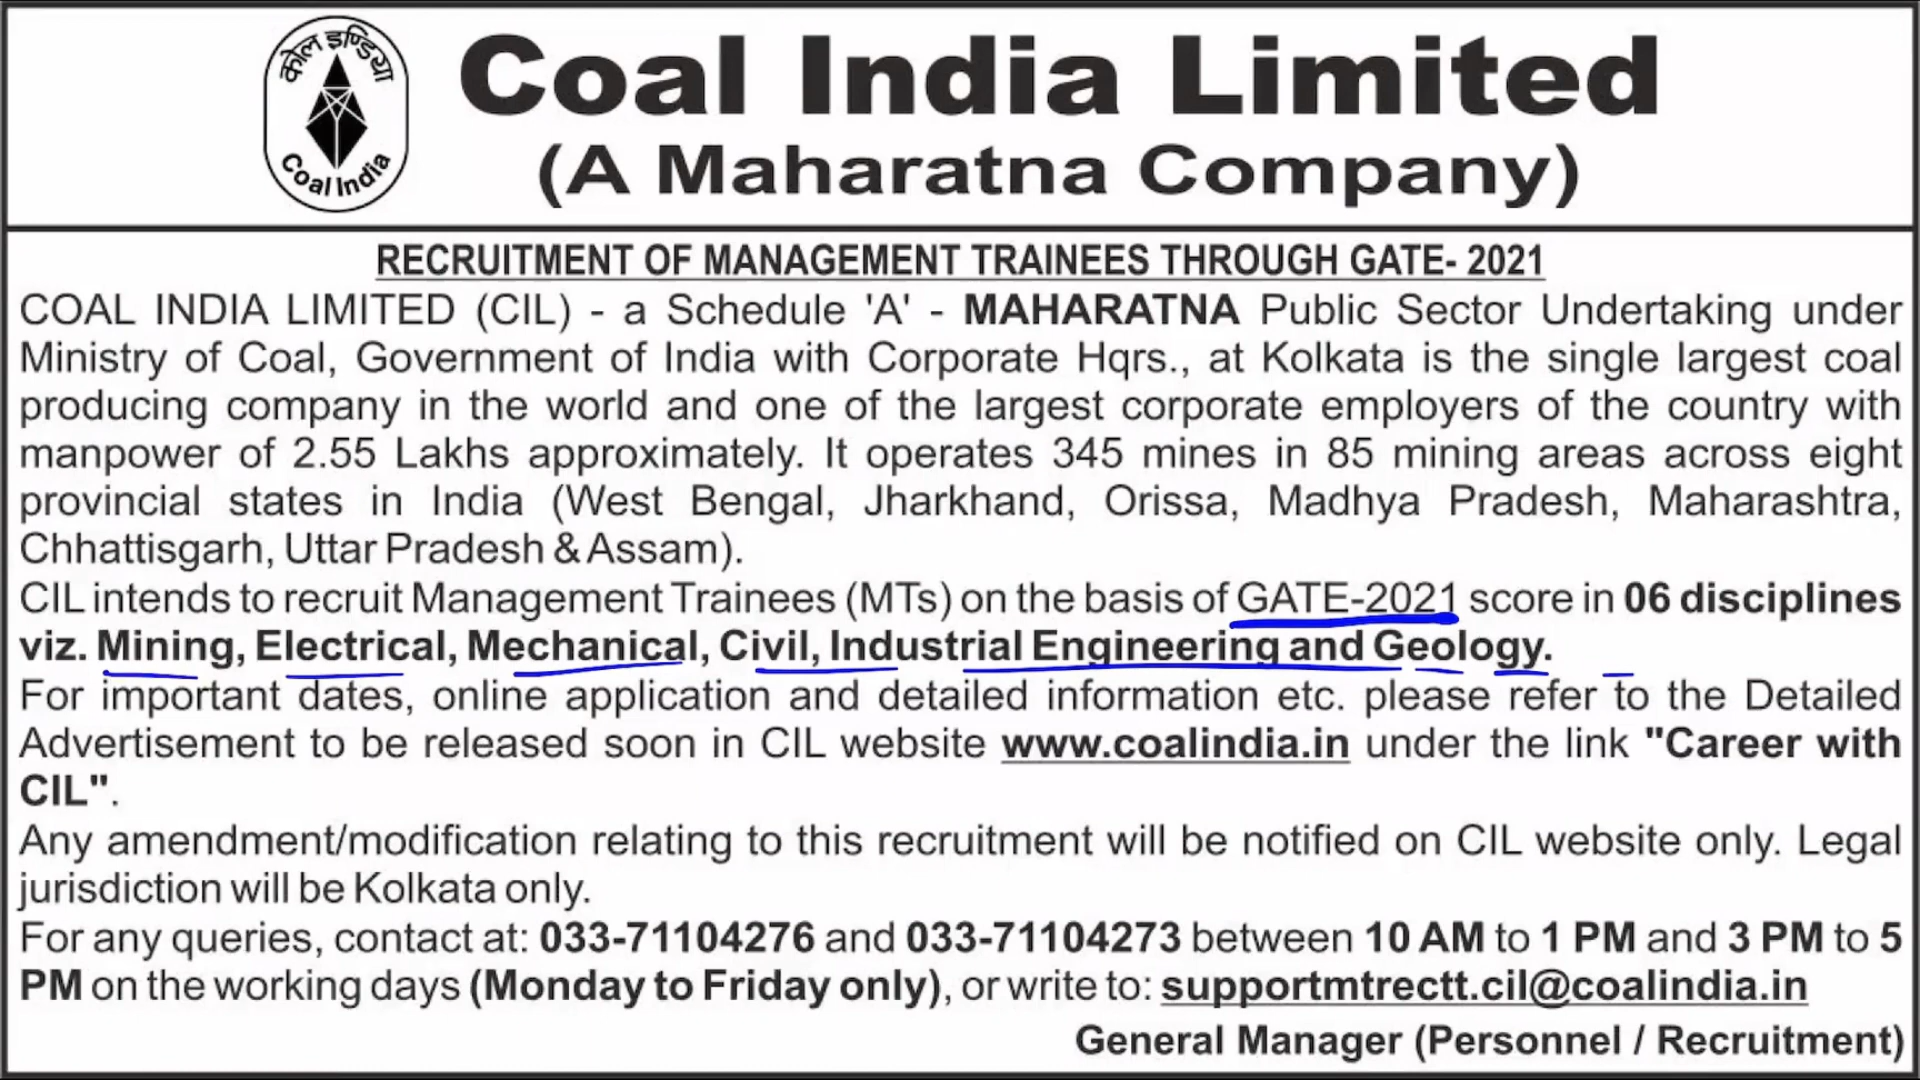 कोल इण्डिया
Coal India
Coal India Limited
(A Maharatna Company)
RECRUITMENT OF MANAGEMENT TRAINEES THROUGH GATE- 2021
COAL INDIA LIMITED (CIL) - a Schedule 'A' - MAHARATNA Public Sector Undertaking under
Ministry of Coal, Government of India with Corporate Hqrs., at Kolkata is the single largest coal
producing company in the world and one of the largest corporate employers of the country with
manpower of 2.55 Lakhs approximately. It operates 345 mines in 85 mining areas across eight
provincial states in India (West Bengal, Jharkhand, Orissa, Madhya Pradesh, Maharashtra,
Chhattisgarh, Uttar Pradesh & Assam).
CIL intends to recruit Management Trainees (MTs) on the basis of GATE-2021 score in 06 disciplines
viz. Mining, Electrical, Mechanical, Civil, Industrial Engineering and Geology.
For important dates, online application and detailed information etc. please refer to the Detailed
Advertisement to be released soon in CIL website www.coalindia.in under the link "Career with
CIL".
Any amendment/modification relating to this recruitment will be notified on CIL website only. Legal
jurisdiction will be Kolkata only.
For any queries, contact at: 033-71104276 and 033-71104273 between 10 AM to 1 PM and 3 PM to 5
PM on the working days (Monday to Friday only), or write to: supportmtrectt.cil@coalindia.in
General Manager (Personnel / Recruitment)